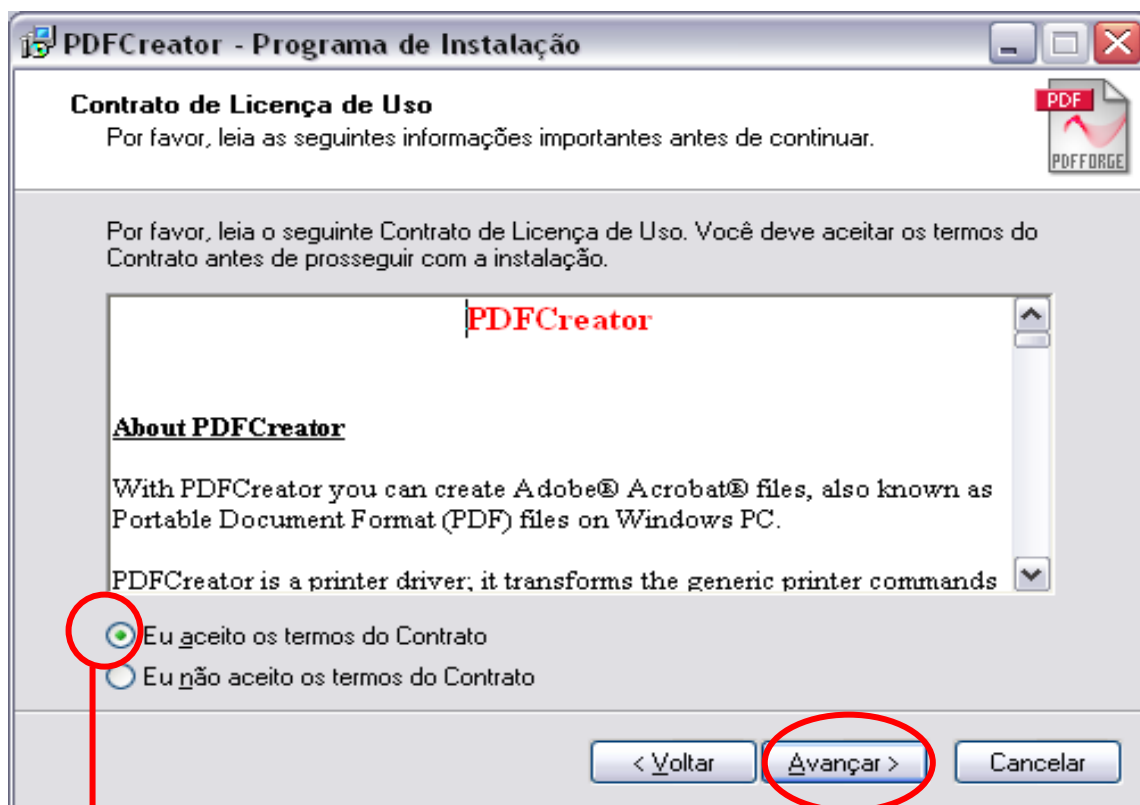 PDFCreator - Programa de Instalação
Contrato de Licença de Uso
Por favor, leia as seguintes informações importantes antes de continuar.
PDF
PDFFORGE
Por favor, leia o seguinte Contrato de Licença de Uso. Você deve aceitar os termos do
Contrato antes de prosseguir com a instalação.
PDFCreator
About PDFCreator
With PDFCreator you can create Adobe® Acrobat® files, also known as
Portable Document Format (PDF) files on Windows PC.
PDFCreator is a printer driver; it transforms the generic printer commands
Eu aceito os termos do Contrato
Eu não aceito os termos do Contrato
< Voltar
Avançar >
Cancelar